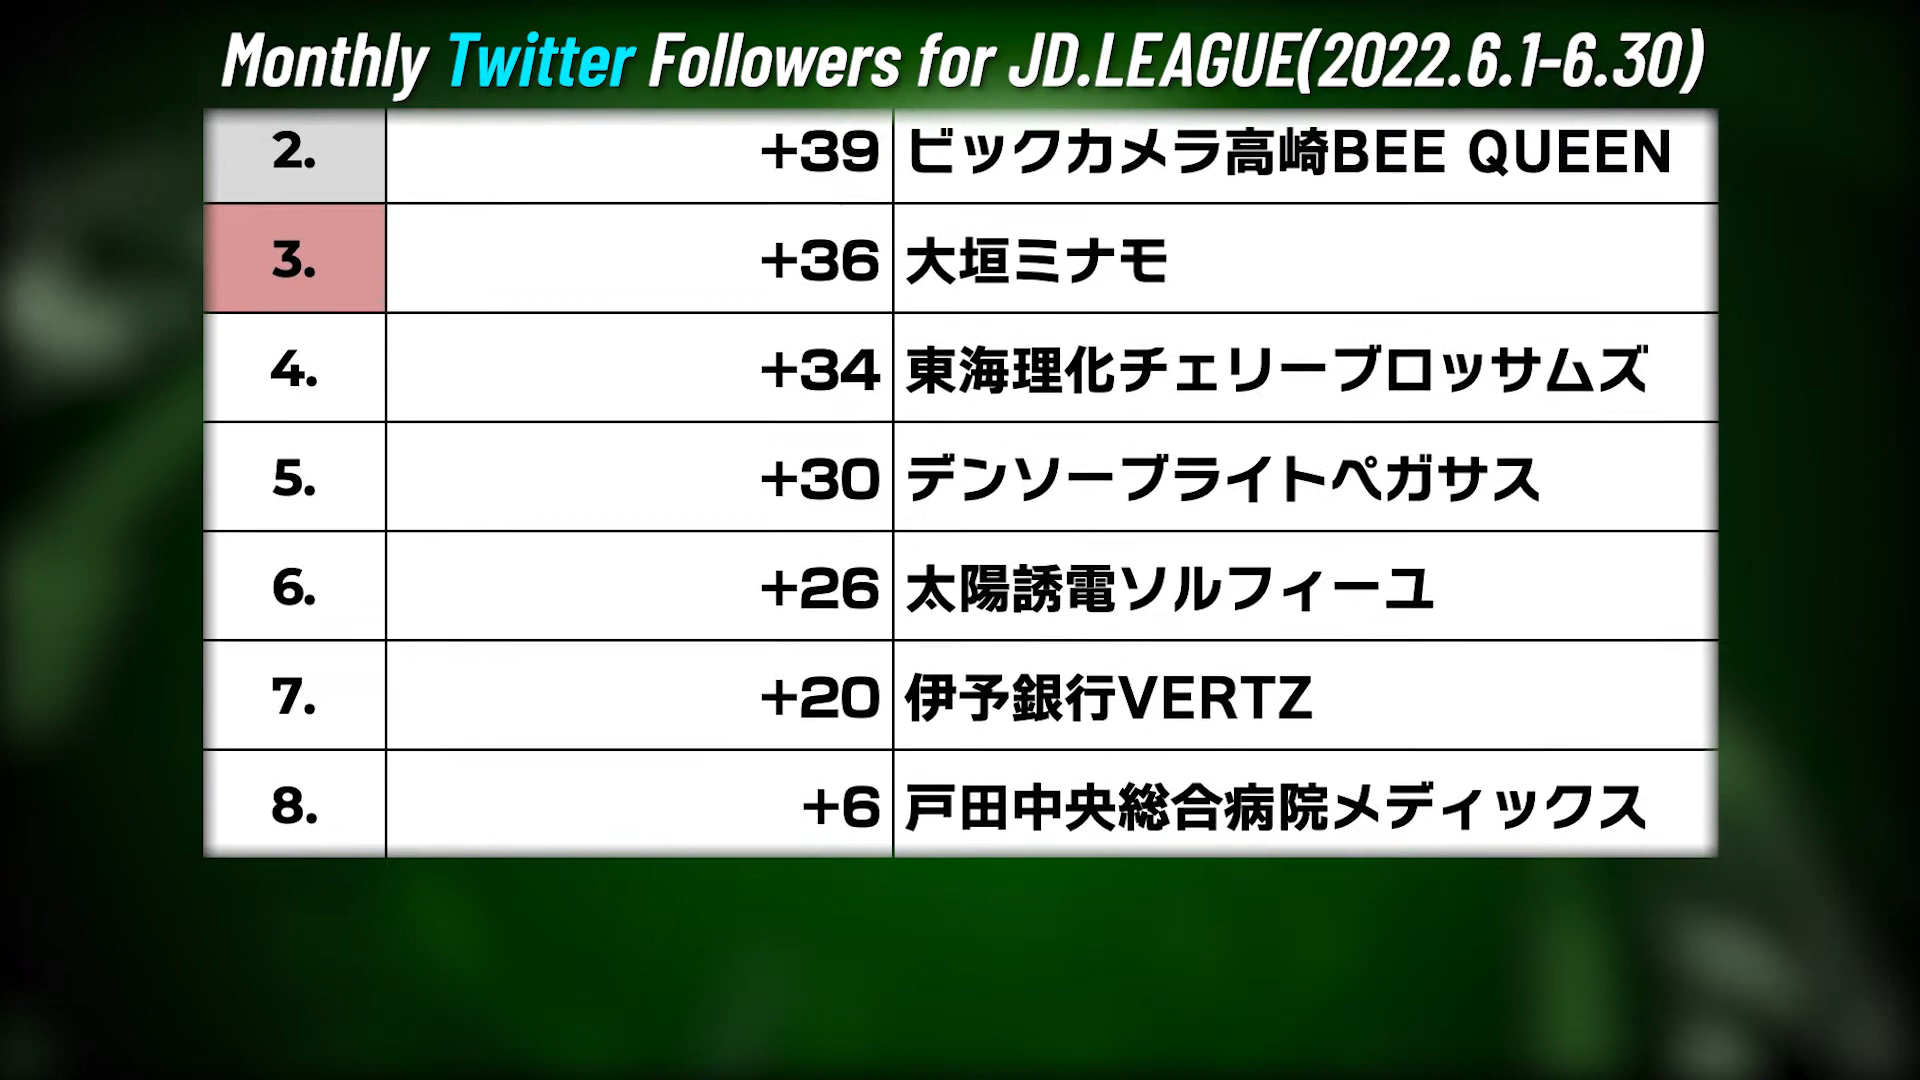 Monthly Twitter Followers for JD.LEAGUE(2022.6.1-6.30)
2. +39 ビックカメラ高崎BEE QUEEN
3. +36 大垣ミナモ
4. +34 東海理化チェリーブロッサムズ
5. +30 デンソーブライトペガサス
6. +26 太陽誘電ソルフィーユ
7. +20 伊予銀行VERTZ
8. +6 戸田中央総合病院メディックス